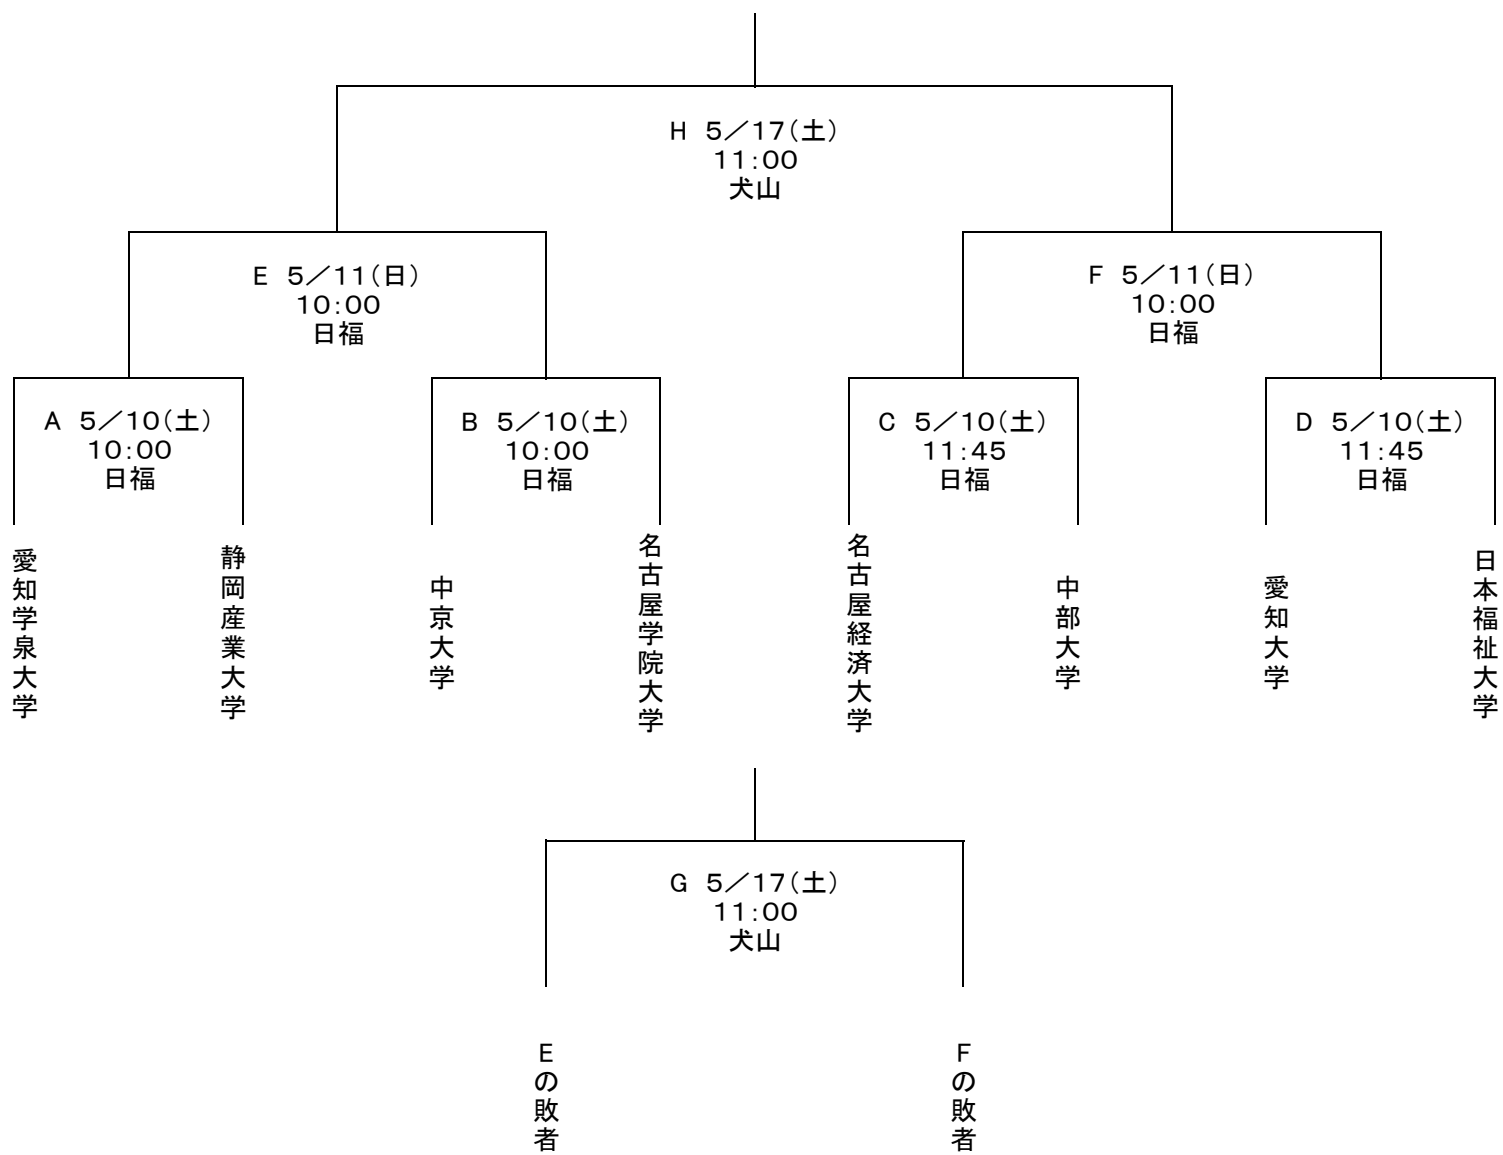 H 5／17(土)
11:00
犬山
E 5／11(日)
10:00
日福
F 5／11(日)
10:00
日福
A 5／10(土)
10:00
日福
B 5／10(土)
10:00
日福
C 5／10(土)
11:45
日福
D 5／10(土)
11:45
日福
愛知学泉大学
静岡産業大学
中京大学
名古屋学院大学
名古屋経済大学
中部大学
愛知大学
日本福祉大学
G 5／17(土)
11:00
犬山
Eの敗者
Fの敗者